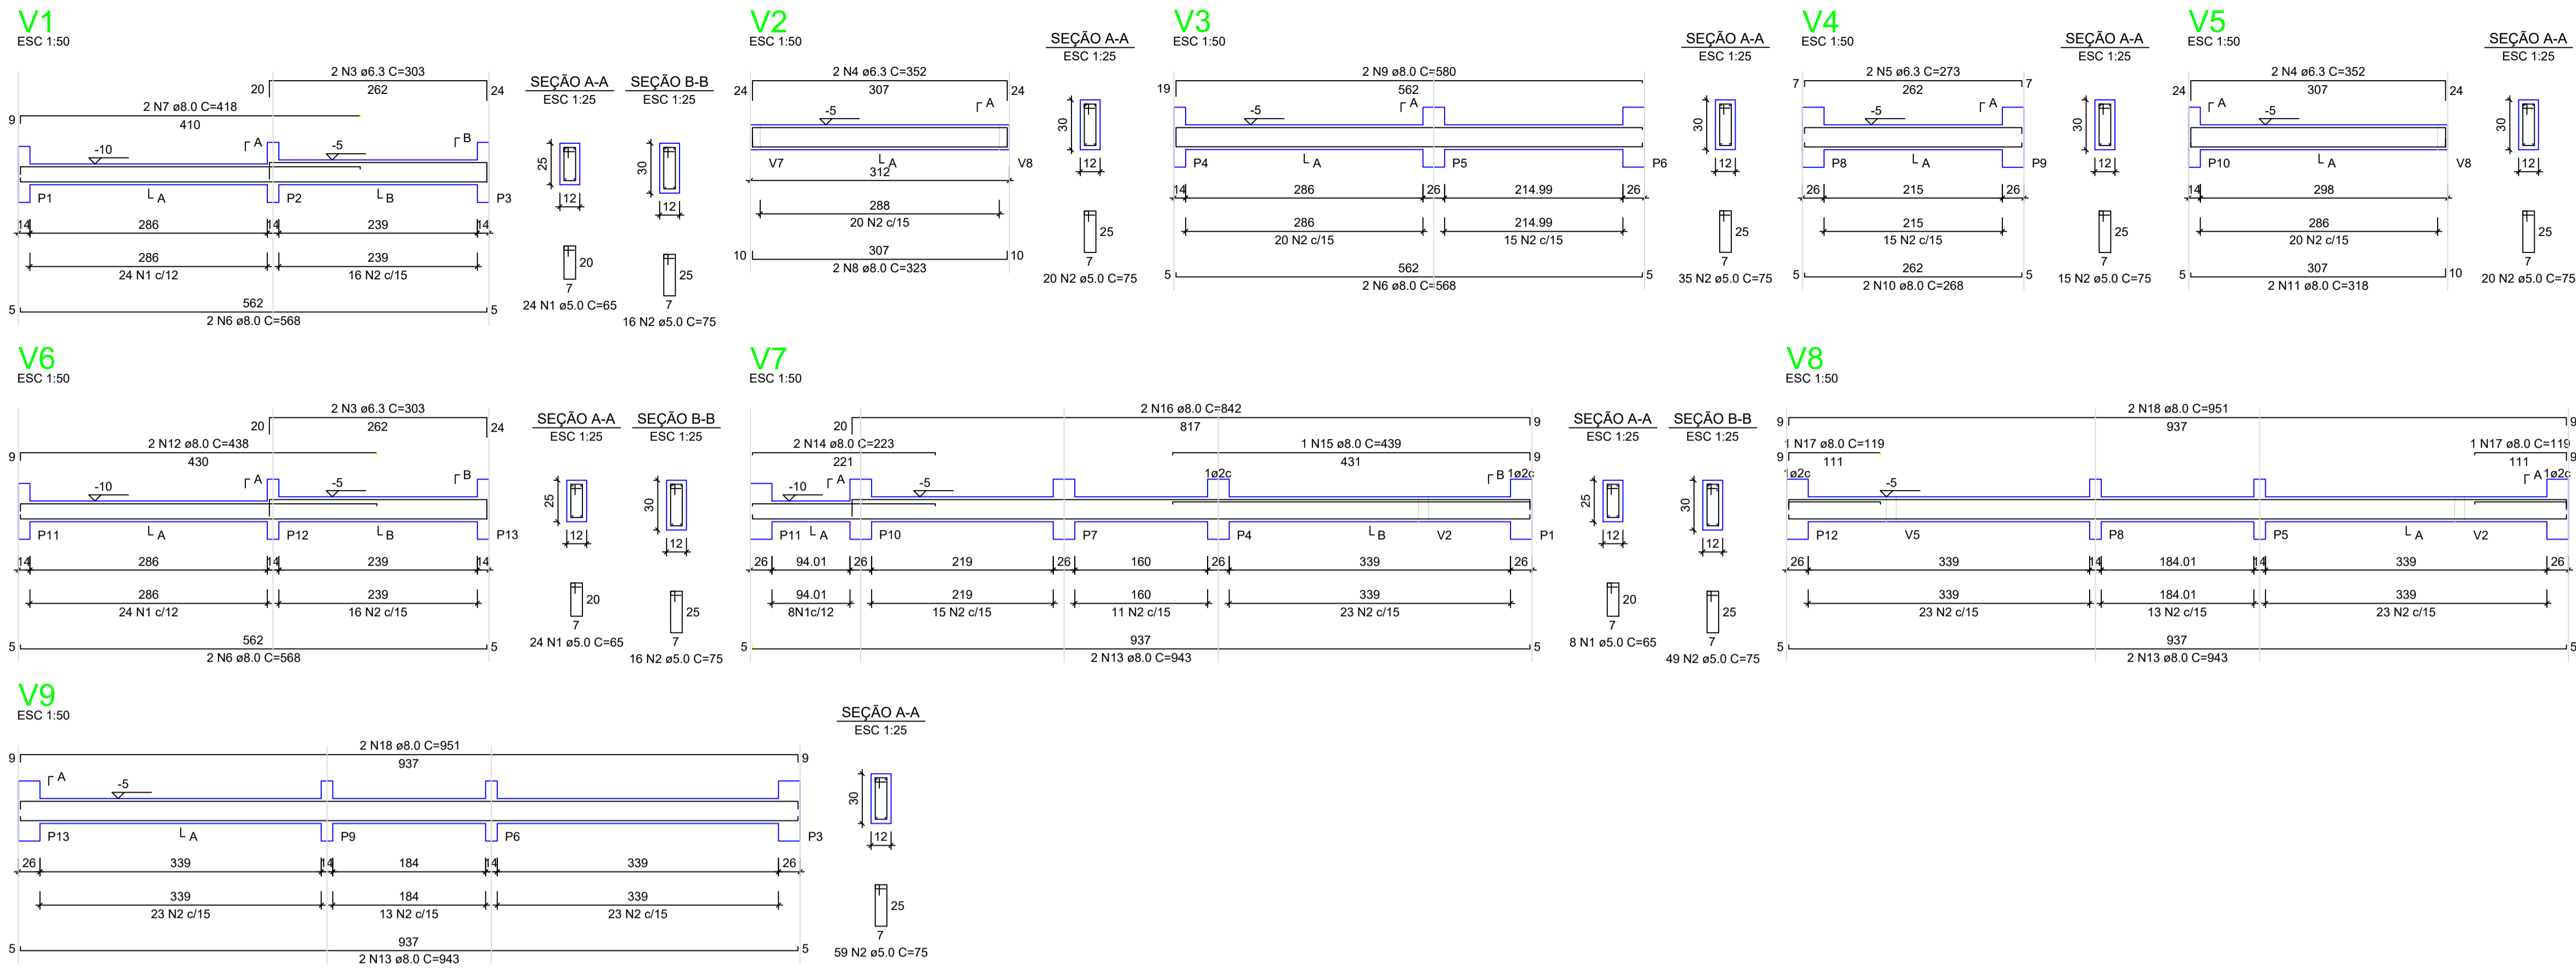 V1
ESC 1:50
2 N3 ø6.3 C=303
20 262 24
2 N7 ø8.0 C=418
9 410
A B
-10 -5
P1 A P2 B P3
14 286 14 239 14
286 239
24 N1 c/12 16 N2 c/15
5 562 5
2 N6 ø8.0 C=568
SEÇÃO A-A
ESC 1:25
25
12
20
7
24 N1 ø5.0 C=65
SEÇÃO B-B
ESC 1:25
30
12
25
7
16 N2 ø5.0 C=75
V2
ESC 1:50
2 N4 ø6.3 C=352
24 307 24
-5 A
V7 A V8
312
288
20 N2 c/15
10 307 10
2 N8 ø8.0 C=323
SEÇÃO A-A
ESC 1:25
30
12
25
7
20 N2 ø5.0 C=75
V3
ESC 1:50
2 N9 ø8.0 C=580
19 562
-5 A
P4 A P5 P6
14 286 26 214.99 26
286 214.99
20 N2 c/15 15 N2 c/15
5 562 5
2 N6 ø8.0 C=568
SEÇÃO A-A
ESC 1:25
30
12
25
7
35 N2 ø5.0 C=75
V4
ESC 1:50
2 N5 ø6.3 C=273
7 262 7
-5 A
P8 A P9
26 215 26
215
15 N2 c/15
5 262 5
2 N10 ø8.0 C=268
SEÇÃO A-A
ESC 1:25
30
12
25
7
15 N2 ø5.0 C=75
V5
ESC 1:50
2 N4 ø6.3 C=352
24 307 24
A -5
P10 A V8
14 298
286
20 N2 c/15
5 307 10
2 N11 ø8.0 C=318
SEÇÃO A-A
ESC 1:25
30
12
25
7
20 N2 ø5.0 C=75
V6
ESC 1:50
2 N3 ø6.3 C=303
20 262 24
2 N12 ø8.0 C=438
9 430
A B
-10 -5
P11 A P12 B P13
14 286 14 239 14
286 239
24 N1 c/12 16 N2 c/15
5 562 5
2 N6 ø8.0 C=568
SEÇÃO A-A
ESC 1:25
25
12
20
7
24 N1 ø5.0 C=65
SEÇÃO B-B
ESC 1:25
30
12
25
7
16 N2 ø5.0 C=75
V7
ESC 1:50
2 N16 ø8.0 C=842
20 817 9
2 N14 ø8.0 C=223 1 N15 ø8.0 C=439
221 431 9
1ø2c B 1ø2c
-10 A -5
P11 A P10 P7 P4 B V2 P1
26 94.01 26 219 26 160 26 339 26
94.01 219 160 339
8N1c/12 15 N2 c/15 11 N2 c/15 23 N2 c/15
5 937 5
2 N13 ø8.0 C=943
SEÇÃO A-A
ESC 1:25
25
12
20
7
8 N1 ø5.0 C=65
SEÇÃO B-B
ESC 1:25
30
12
25
7
49 N2 ø5.0 C=75
V8
ESC 1:50
2 N18 ø8.0 C=951
9 937 9
1 N17 ø8.0 C=119 1 N17 ø8.0 C=119
9 111 111 9
1ø2c A 1ø2c
-5
P12 V5 P8 P5 A V2
26 339 14 184.01 14 339 26
339 184.01 339
23 N2 c/15 13 N2 c/15 23 N2 c/15
5 937 5
2 N13 ø8.0 C=943
V9
ESC 1:50
2 N18 ø8.0 C=951
9 937 9
A -5
P13 A P9 P6 P3
26 339 14 184 14 339 26
339 184 339
23 N2 c/15 13 N2 c/15 23 N2 c/15
5 937 5
2 N13 ø8.0 C=943
SEÇÃO A-A
ESC 1:25
30
12
25
7
59 N2 ø5.0 C=75